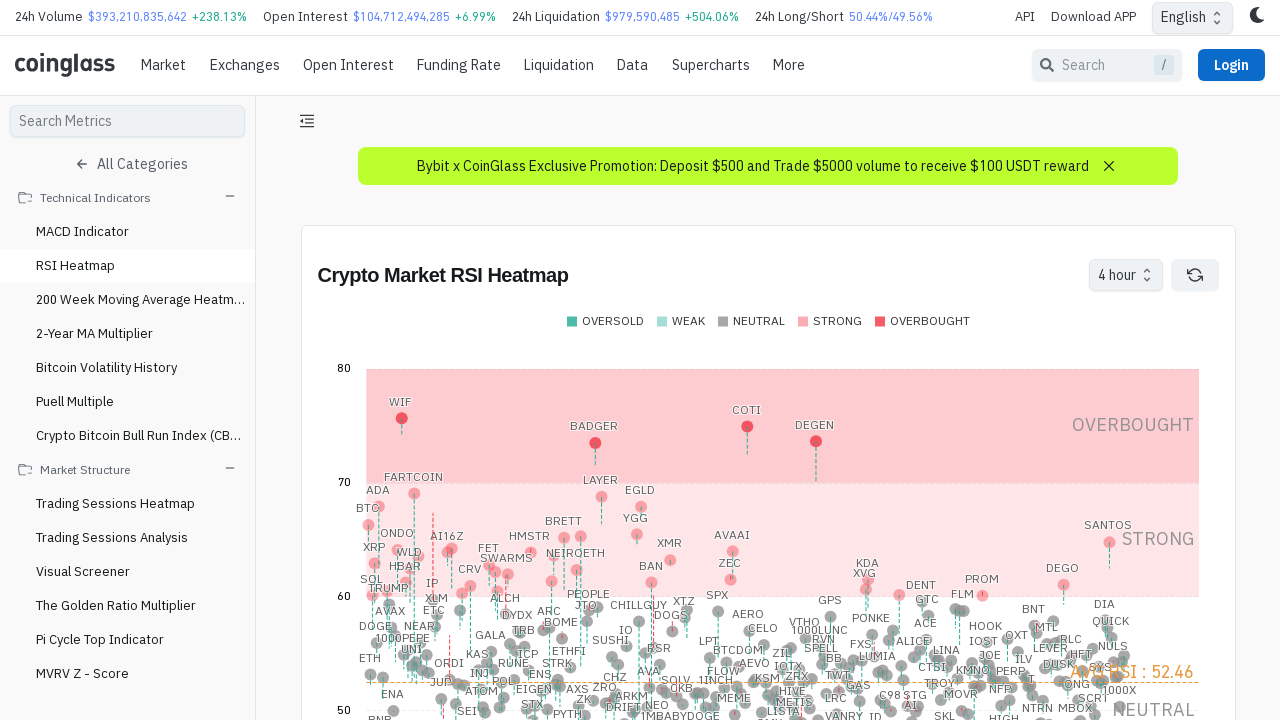 24h Volume $393,210,835,642 +238.13% Open Interest $104,712,494,285 +6.99% 24h Liquidation $979,590,485 +504.06% 24h Long/Short 50.44%/49.56% API Download APP English
coinglass Market Exchanges Open Interest Funding Rate Liquidation Data Supercharts More Search / Login
Search Metrics
All Categories
Technical Indicators
MACD Indicator
RSI Heatmap
200 Week Moving Average Heatm...
2-Year MA Multiplier
Bitcoin Volatility History
Puell Multiple
Crypto Bitcoin Bull Run Index (CB...
Market Structure
Trading Sessions Heatmap
Trading Sessions Analysis
Visual Screener
The Golden Ratio Multiplier
Pi Cycle Top Indicator
MVRV Z - Score
Bybit x CoinGlass Exclusive Promotion: Deposit $500 and Trade $5000 volume to receive $100 USDT reward
Crypto Market RSI Heatmap
4 hour
OVERSOLD WEAK NEUTRAL STRONG OVERBOUGHT
80
WIF
COTI
BADGER DEGEN OVERBOUGHT
70
FARTCOIN LAYER
ADA EGLD
BTC YGG
BRETT SANTOS
ONDO AI16Z HMSTR AVAAI STRONG
XRP WLD FET NEIROETH XMR
HBAR CRV SWARMS BAN ZEC KDA DEGO
SOL XVG
TRUMP IP PEOPLE SPX DENT PROM
60
XLM LCH JTO CHILLGUY XTZ GPS GTC FLM DIA
AVAX ETC DYDX ARC DOGS AERO PONKE BNT
DOGE NEAR TRB BOME IO CELO VTHO 1000LUNC ACE HOOK MTL QUICK
1000PEPE GALA SUSHI LPT RVN FXS ALICE IOST OXT RLC
UNI KAS ICP ETHFI RSR BTCDOM ZIL SPELL LUMIA LINA JOE LEVER HFT NULS
ETH ORDI RUNE STRK FLOW AEVO IOTX BB CTSI KMNO ILV DUSK
INJ ENS CHZ AVA ZRX TWT PERP AVG RSI : 52.46
JUP POL SOLV 1INCH KSM GAS TROY
ENA ATOM EIGEN AXS ZRO ARKM CKB MEME HIVE LRC C98 STG MOVR NFP ONG 1000X
SEI STX ZK DRIFT NEO METIS AI NTRN MBOX SCRT NEUTRAL
50
BNB PYTH 1MBABYDOGE LISTA VANRY ID SKL HIGH